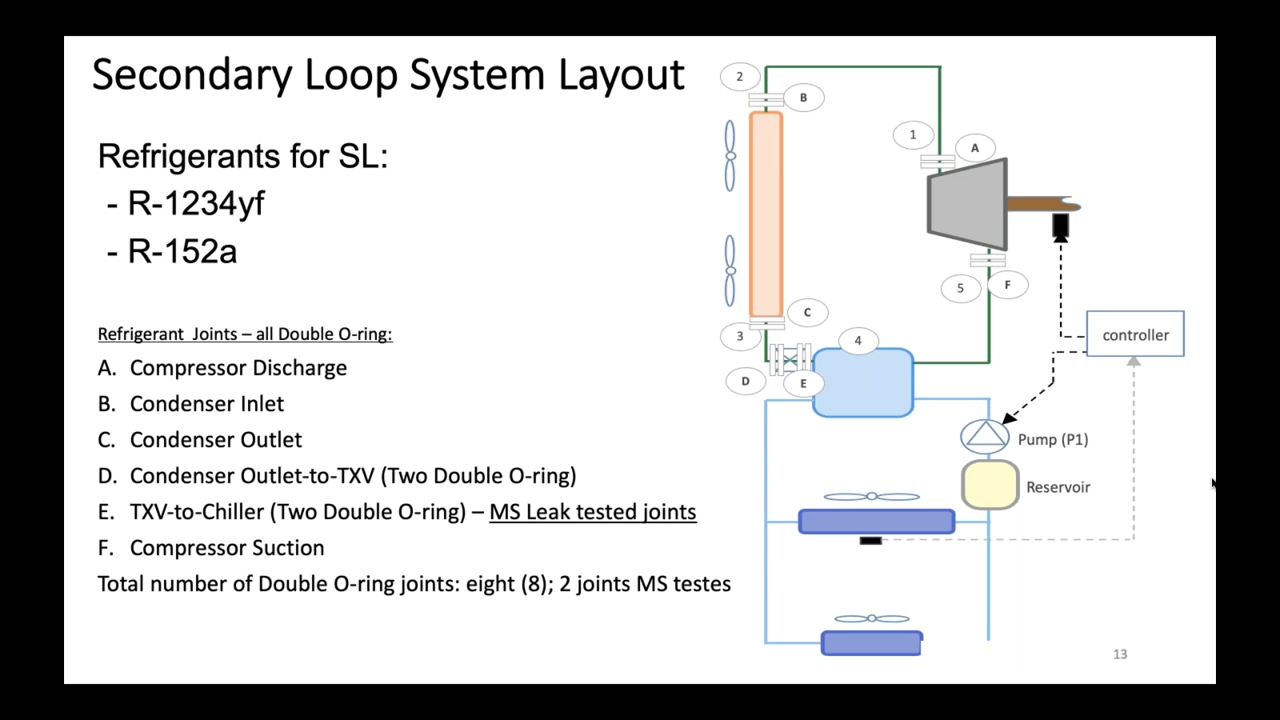 Secondary Loop System Layout
Refrigerants for SL:
- R-1234yf
- R-152a
Refrigerant Joints – all Double O-ring:
A. Compressor Discharge
B. Condenser Inlet
C. Condenser Outlet
D. Condenser Outlet-to-TXV (Two Double O-ring)
E. TXV-to-Chiller (Two Double O-ring) – MS Leak tested joints
F. Compressor Suction
Total number of Double O-ring joints: eight (8); 2 joints MS testes
2
B
1
A
5
F
C
3
4
D
E
controller
Pump (P1)
Reservoir
13